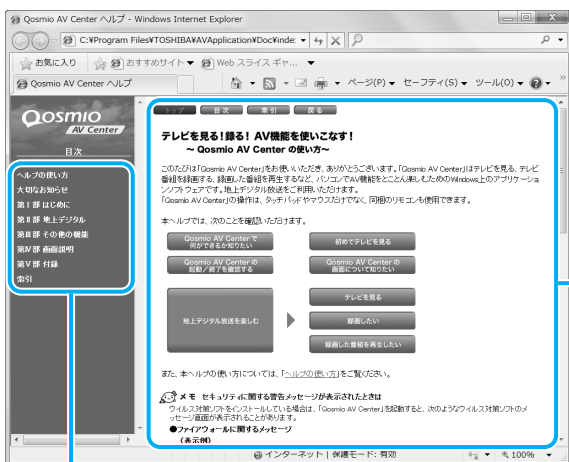 Qosmio AV Center ヘルプ - Windows Internet Explorer
C:¥Program Files¥TOSHIBA¥AVApplication¥Doc¥inde:
お気に入り おすすめサイト▼ Web スライス ギャ... ▼
Qosmio AV Center ヘルプ ページ(P)▼ セーフティ(S)▼ ツール(O)▼ »
Qosmio
AV Center
目次
ヘルプの使い方
大切なお知らせ
第Ⅰ部 はじめに
第Ⅱ部 地上デジタル
第Ⅲ部 その他の機能
第Ⅳ部 画面説明
第Ⅴ部 付録
索引
トップ 目次 索引 戻る
テレビを見る!録る! AV機能を使いこなす!
~ Qosmio AV Center の使い方~
このたびは「Qosmio AV Center」をお使いいただき、ありがとうございます。「Qosmio AV Center」はテレビを見る、テレビ
番組を録画する、録画した番組を再生するなど、パソコンでAV機能をとことん楽しむためのWindows上のアプリケーショ
ンソフトウェアです。地上デジタル放送をご利用いただけます。
「Qosmio AV Center」の操作は、タッチパッドやマウスだけでなく、同梱のリモコンも使用できます。
本ヘルプでは、次のことを確認いただけます。
Qosmio AV Center で
何ができるか知りたい
初めてテレビを見る
Qosmio AV Center の
起動/終了を確認する
Qosmio AV Center の
画面について知りたい
地上デジタル放送を楽しむ
テレビを見る
録画したい
録画した番組を再生したい
また、本ヘルプの使い方については、「ヘルプの使い方」をご覧ください。
メモ セキュリティに関する警告メッセージが表示されたときは
ウイルス対策ソフトをインストールしている場合は、「Qosmio AV Center」を起動すると、次のようなウイルス対策ソフトのメ
ッセージ画面が表示されることがあります。
●ファイアウォールに関するメッセージ
(表示例)
インターネット | 保護モード: 有効 100%